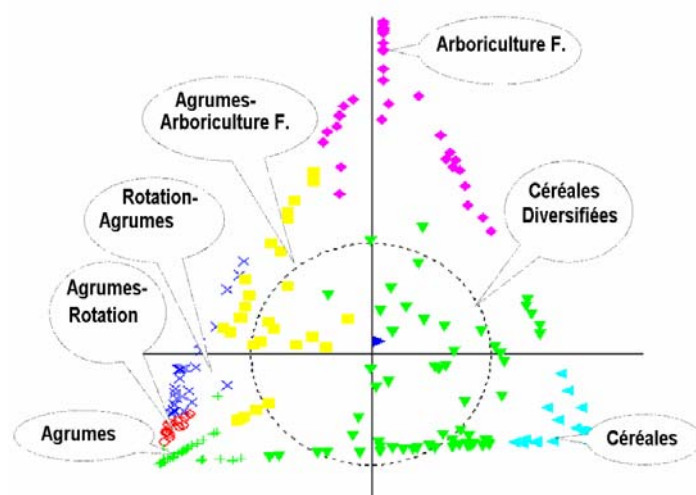 Arboriculture F.
Agrumes-
Arboriculture F.
Rotation-
Agrumes
Céréales
Diversifiées
Agrumes-
Rotation
Agrumes
Céréales